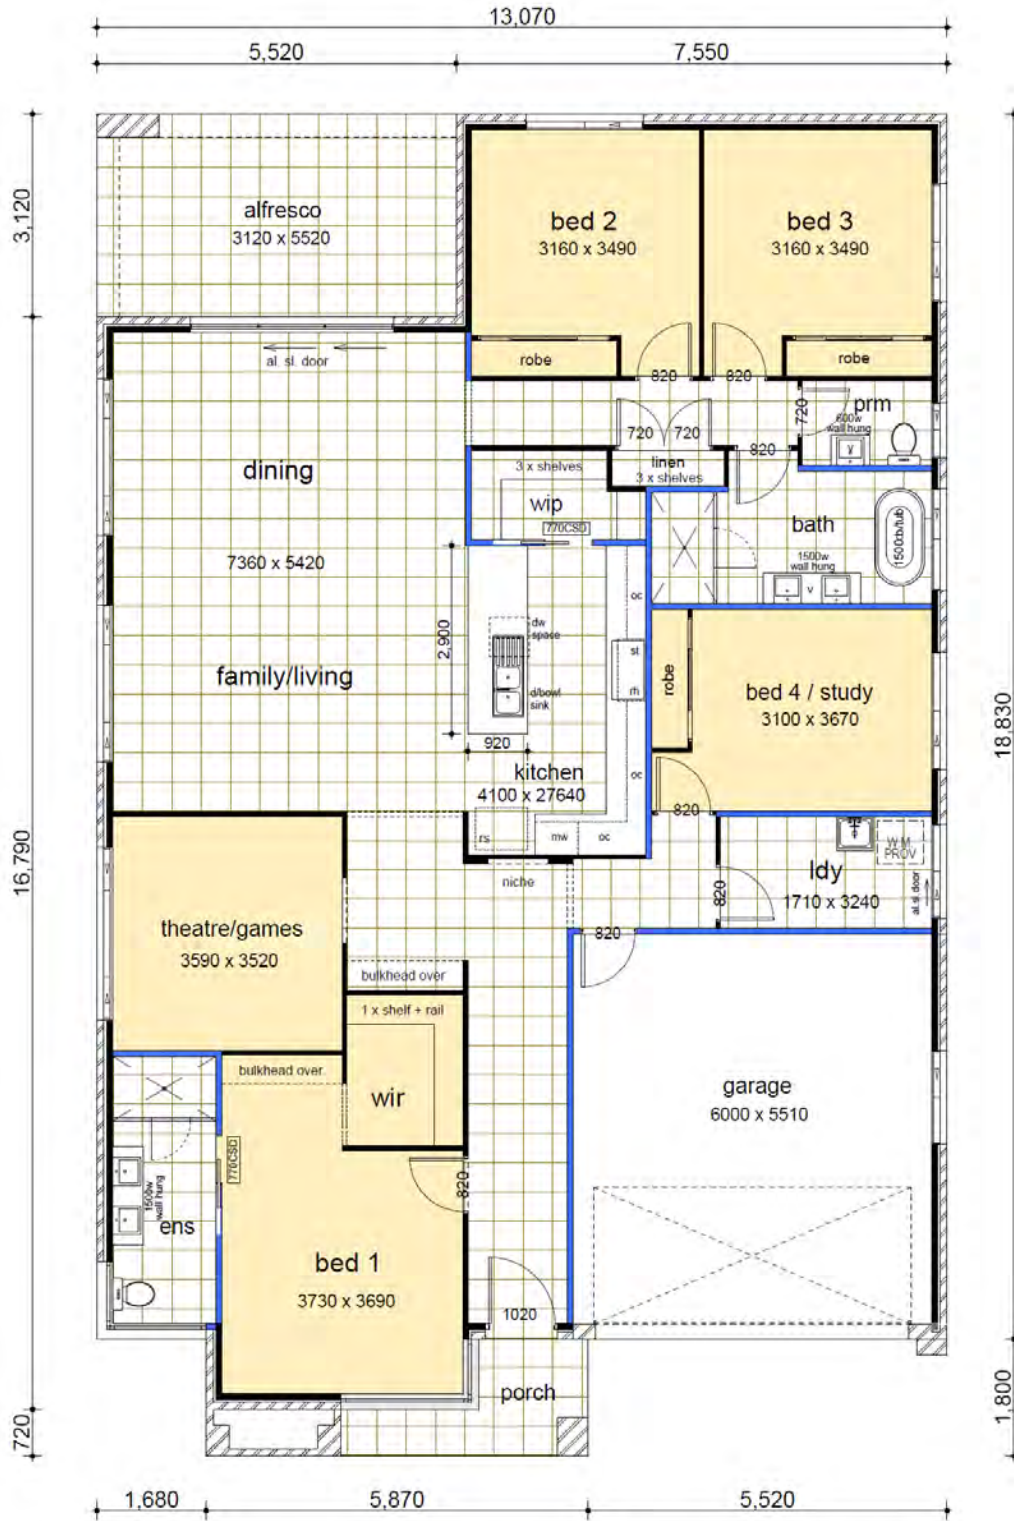 13,070
5,520
7,550
3,120
alfresco
3120 x 5520
bed 2
3160 x 3490
bed 3
3160 x 3490
al. sl. door
robe
robe
820
820
prm
600w
wall hung
720
720
720
820
V
linen
3 x shelves
3 x shelves
dining
wip
770CSD
bath
1500tb/tub
1500w
wall hung
V
7360 x 5420
oc
dw
space
2,900
st
family/living
d/bowl
sink
rh
robe
bed 4 / study
3100 x 3670
18,830
920
kitchen
4100 x 27640
oc
820
rs
mw
oc
W.M.
PROV
16,790
niche
ldy
1710 x 3240
820
al. sl. door
theatre/games
3590 x 3520
820
bulkhead over
1 x shelf + rail
bulkhead over
wir
garage
6000 x 5510
770CSD
1500w
wall hung
820
ens
bed 1
3730 x 3690
1020
porch
1,800
720
1,680
5,870
5,520